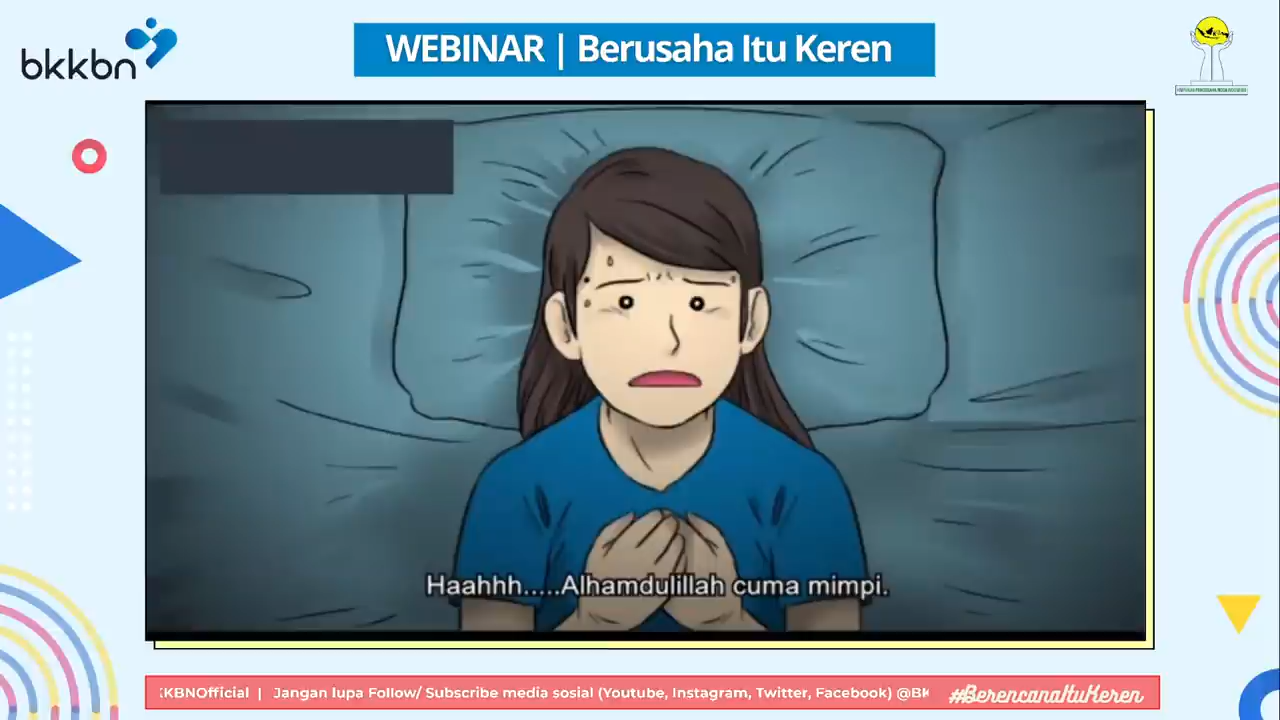 bkkbn
WEBINAR | Berusaha Itu Keren
Haahhh.....Alhamdulillah cuma mimpi.
KBNOfficial | Jangan lupa Follow/ Subscribe media sosial (Youtube, Instagram, Twitter, Facebook) @BK
#BerencanaItuKeren